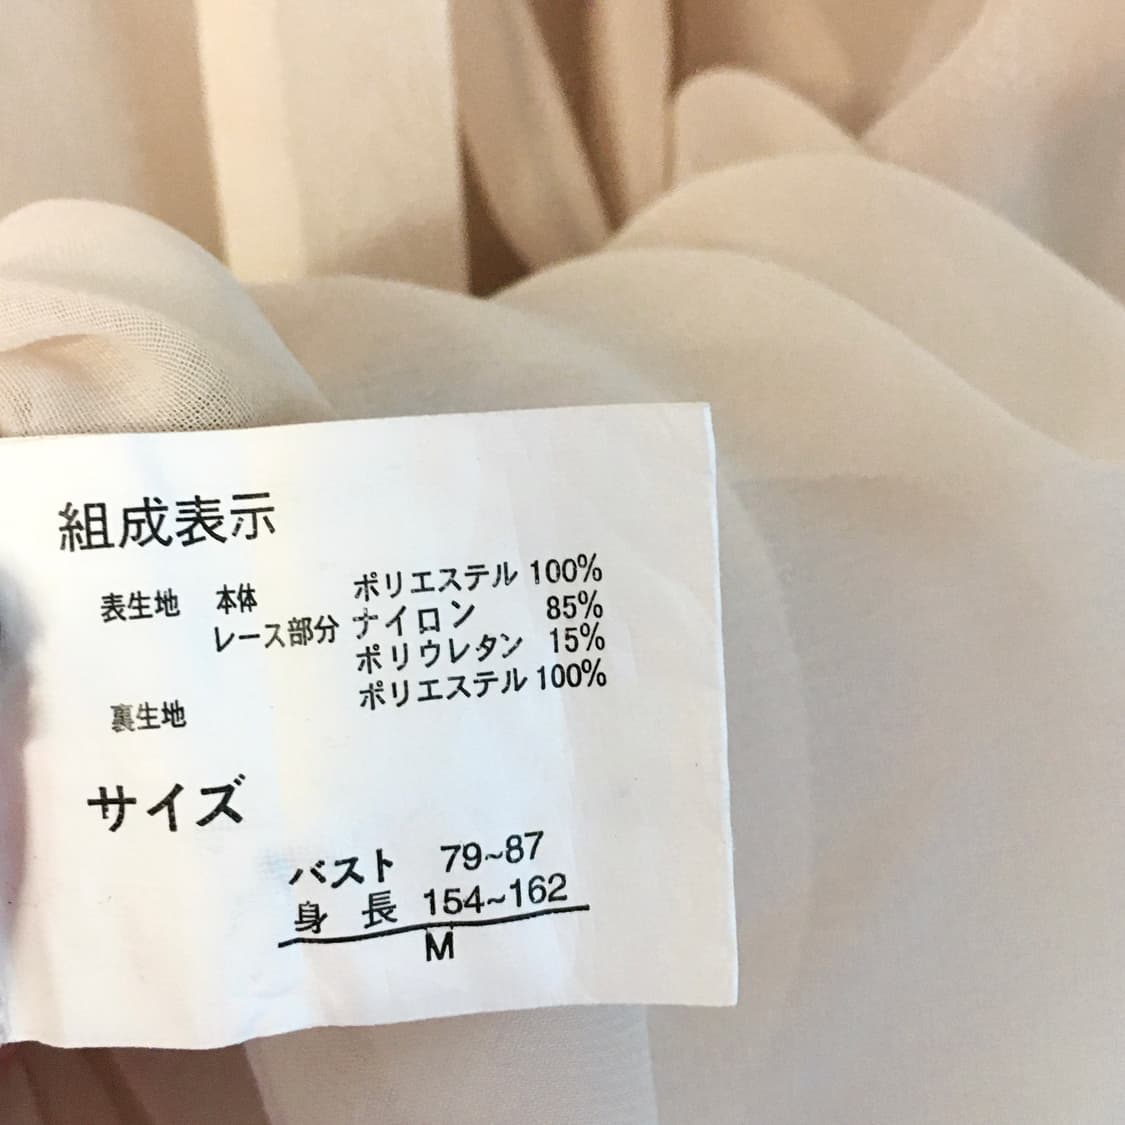 組成表示
表生地 本体 ポリエステル 100%
レース部分 ナイロン 85%
ポリウレタン 15%
裏生地 ポリエステル 100%
サイズ
バスト 79~87
身 長 154~162
M